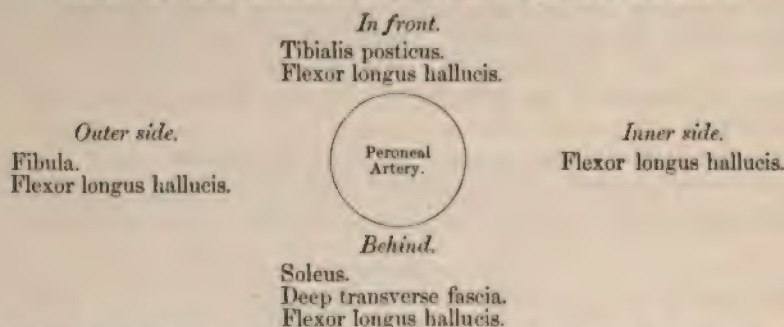 In front.
Tibialis posticus.
Flexor longus hallucis.
Outer side.
Fibula.
Flexor longus hallucis.
Peroneal
Artery.
Inner side.
Flexor longus hallucis.
Behind.
Soleus.
Deep transverse fascia.
Flexor longus hallucis.